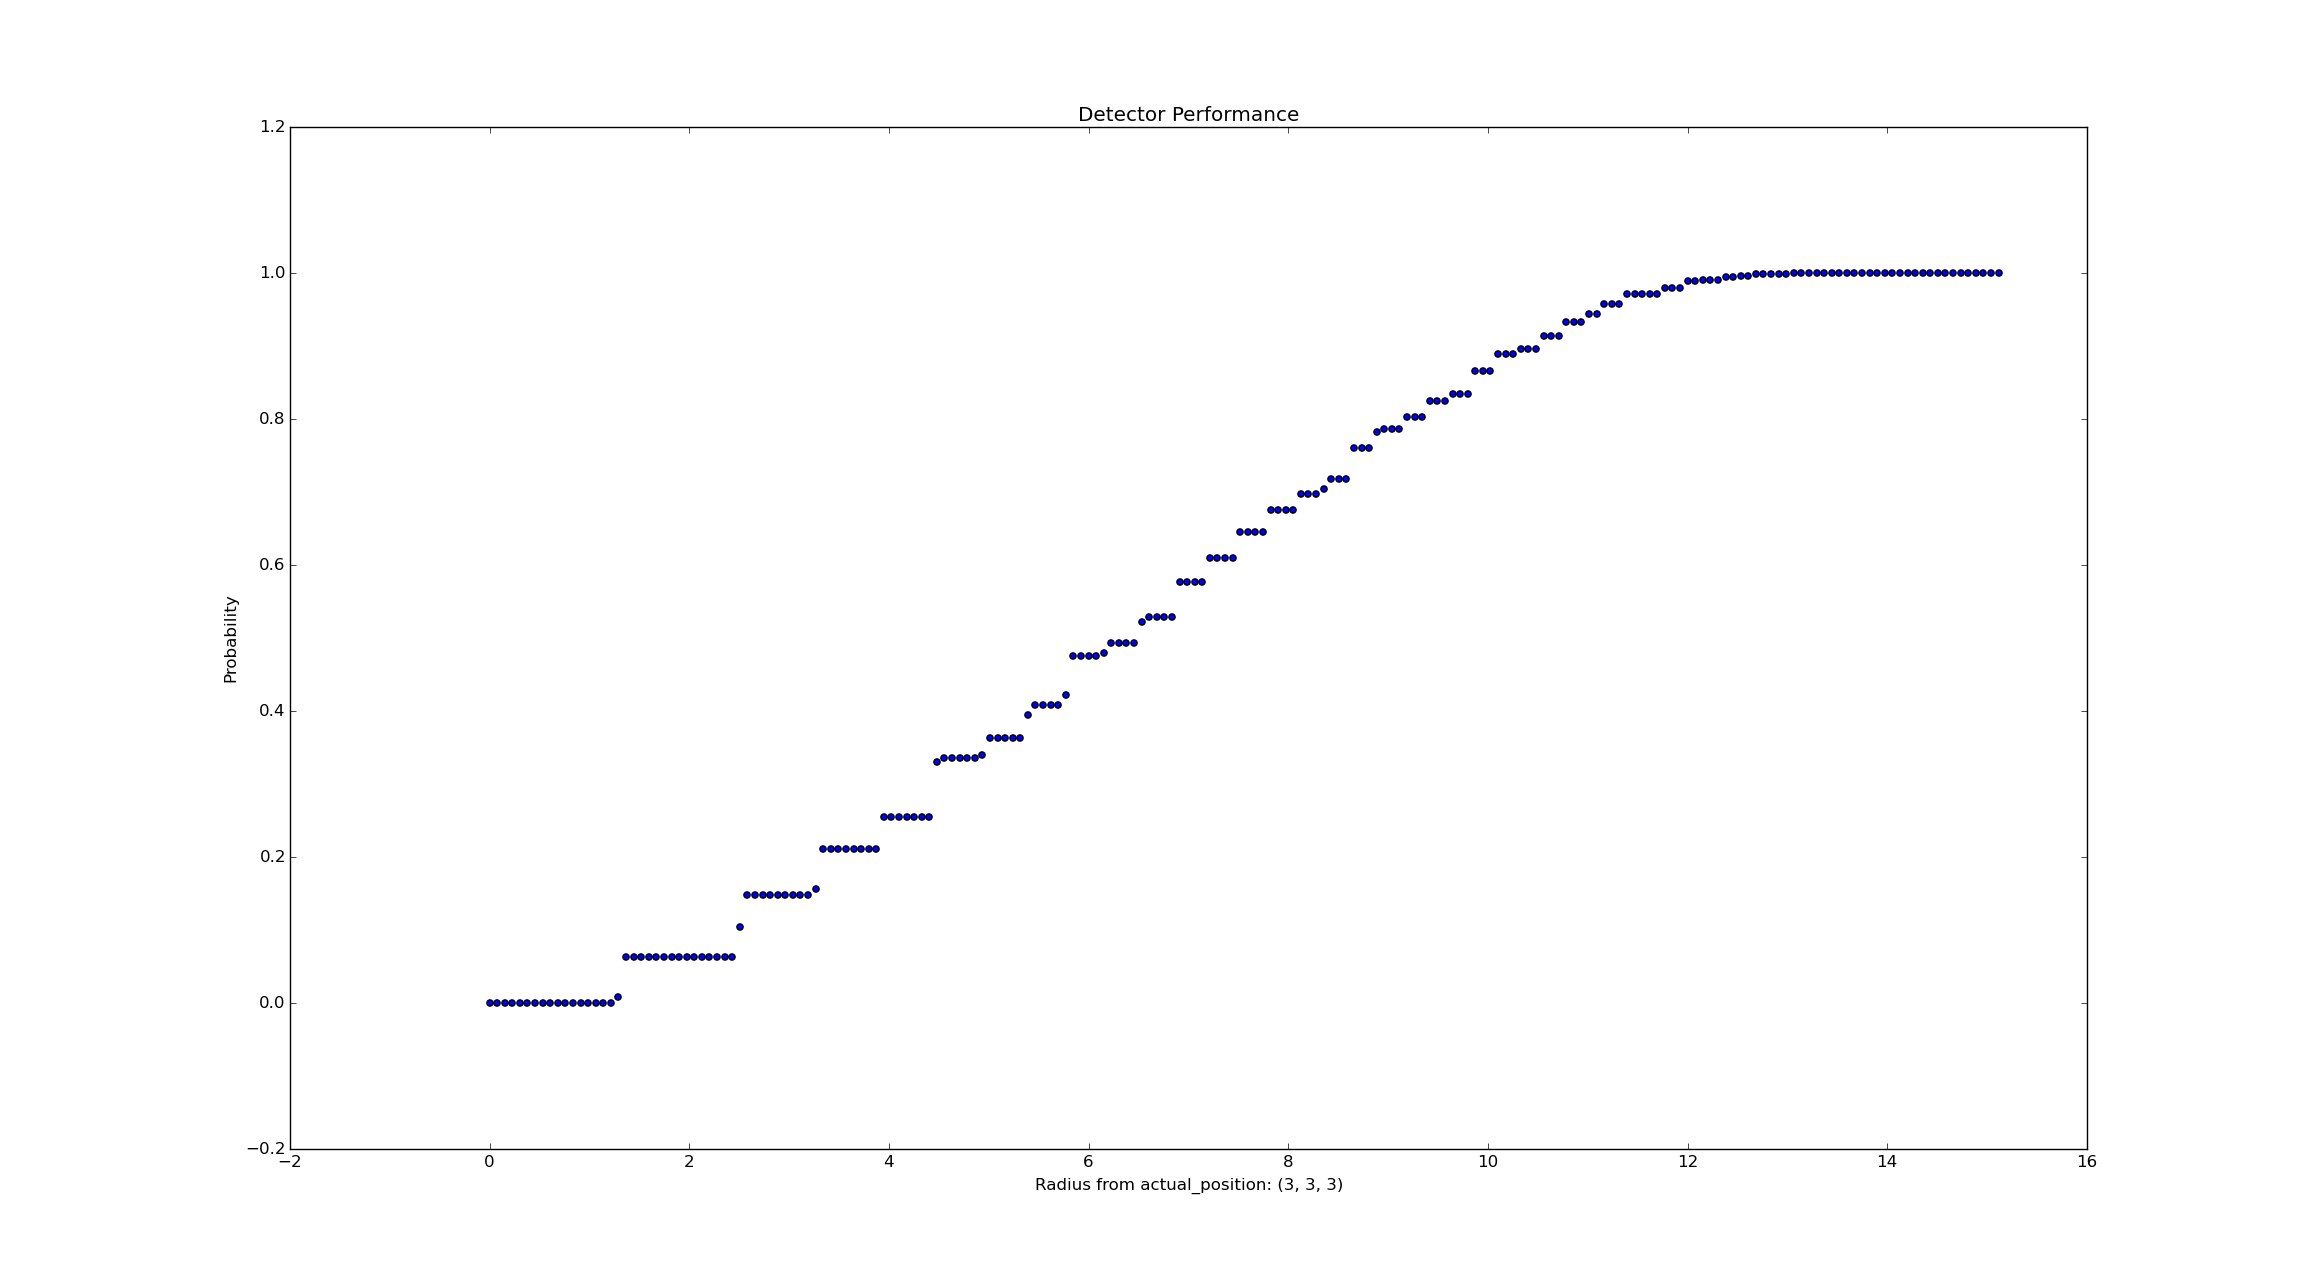 Detector Performance
1.2
1.0
0.8
0.6
0.4
0.2
0.0
−0.2
Probability
−2 0 2 4 6 8 10 12 14 16
Radius from actual_position: (3, 3, 3)